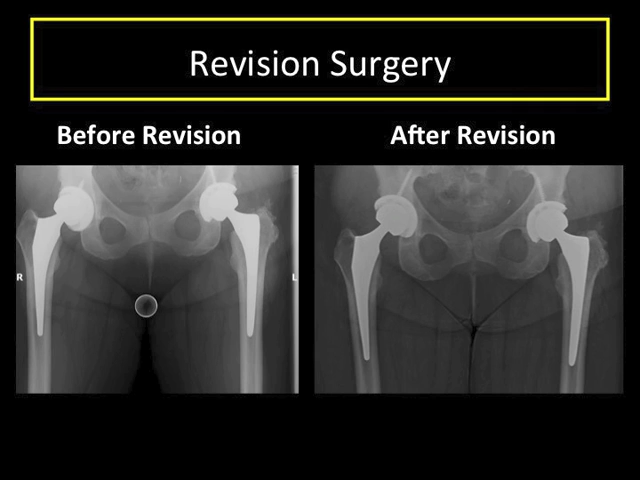 Revision Surgery
Before Revision
After Revision
R
L